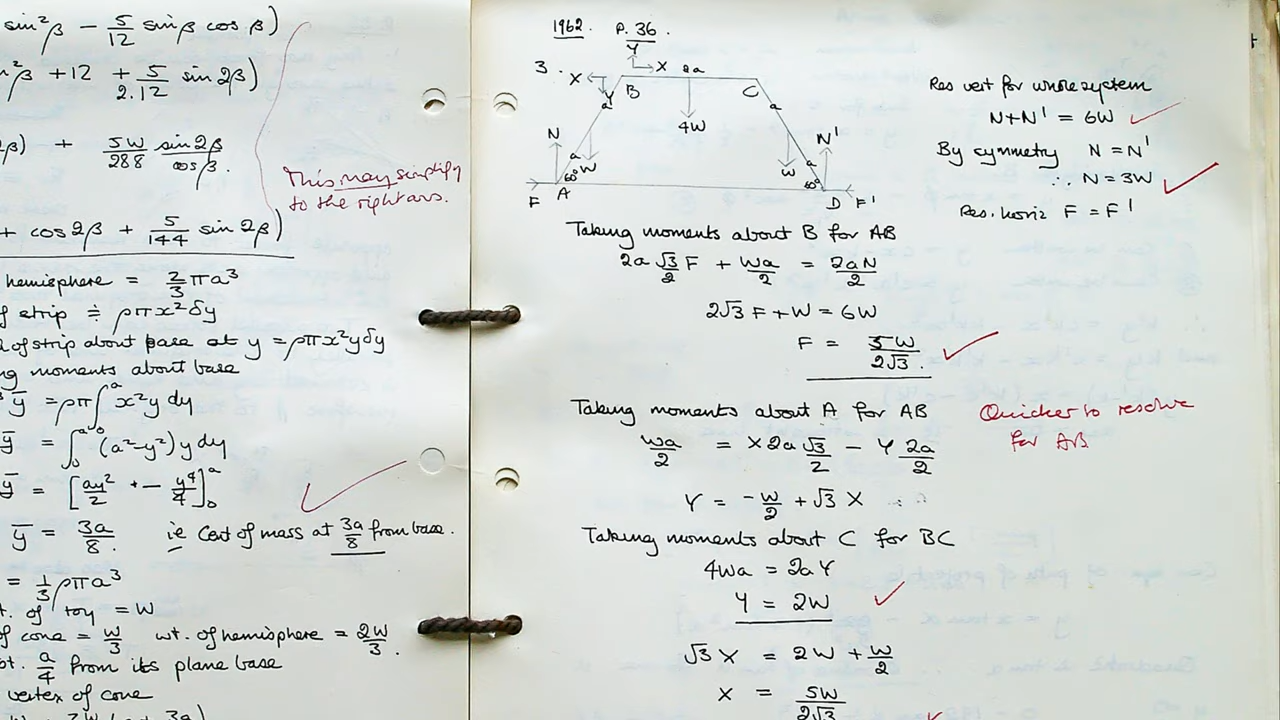 sin²β − 5/12 sinβ cos β)
²β + 12 + 5/2.12 sin 2β)
β) + 5W/288 sin2β/cosβ.
This may simplify
to the right ans.
+ cos2β + 5/144 sin 2β)
hemisphere = 2/3 πa³
strip ≑ ρπx²δy
of strip about base at y = ρπx²yδy
moments about base
ȳ = ρπ∫₀ᵃ x²y dy
ȳ = ∫₀ᵃ (a²−y²)y dy
ȳ = [ay²/2 − y⁴/4]₀ᵃ
ȳ = 3a/8. ie Cent of mass at 3a/8 from base.
= 1/3 ρπa³
of toy = W
of cone = W/3 wt. of hemisphere = 2W/3.
a/4 from its plane base
vertex of cone
1962. P. 36.
3.
Y
X
X
2a
B
C
Y
a
a
4W
N
N'
a
W
W
a
60°
60°
F
A
D
F'
Res vert for whole system
N+N' = 6W
By symmetry N = N'
∴ N = 3W
Res. horiz F = F'
Taking moments about B for AB
2a √3/2 F + Wa/2 = 2aN/2
2√3 F + W = 6W
F = 5W/2√3.
Taking moments about A for AB
Quicker to resolve
for AB
Wa/2 = X 2a √3/2 − Y 2a/2
Y = −W/2 + √3 X
Taking moments about C for BC
4Wa = 2aY
Y = 2W
√3 X = 2W + W/2
X = 5W/2√3